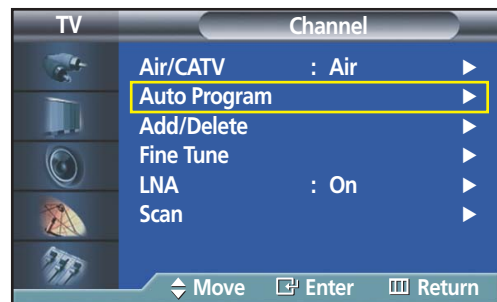 TV Channel
Air/CATV : Air ▶
Auto Program ▶
Add/Delete ▶
Fine Tune ▶
LNA : On ▶
Scan ▶
Move Enter Return